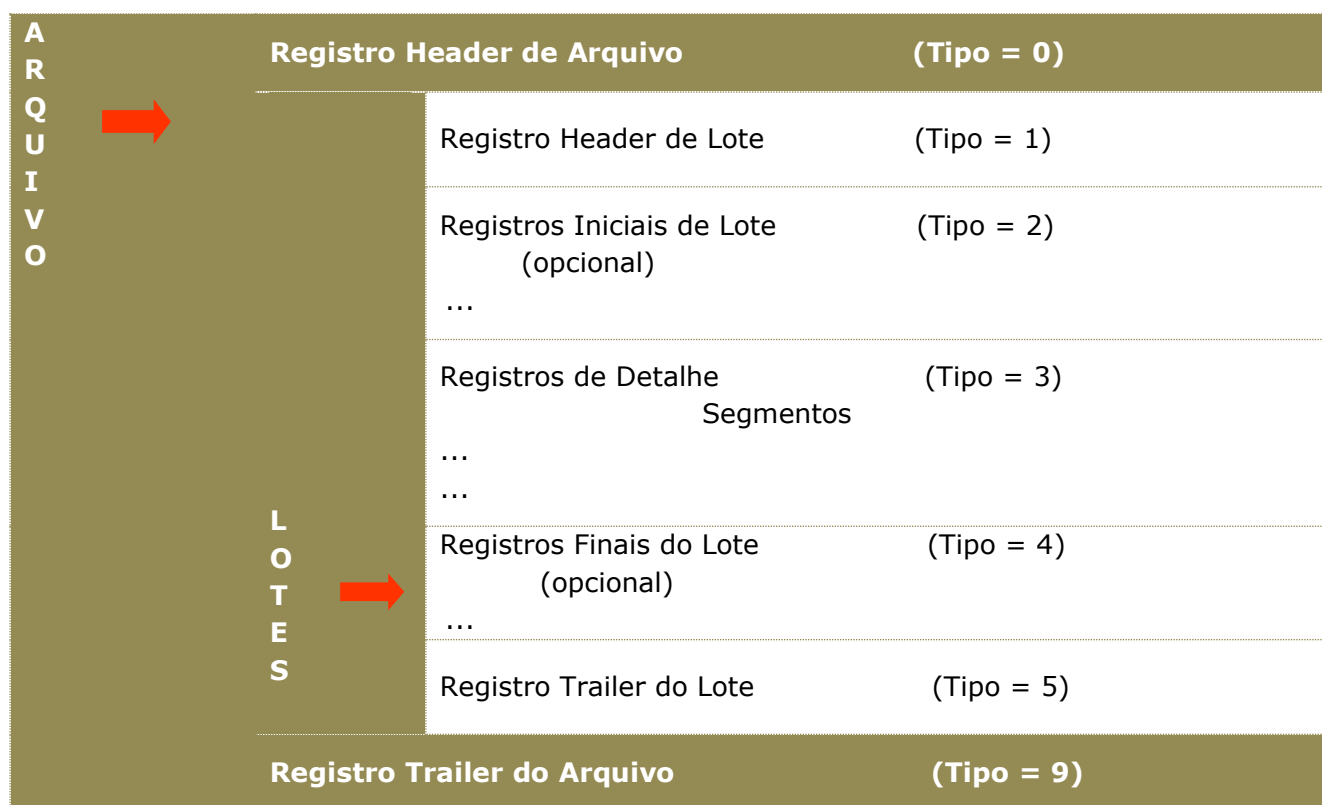 A
R
Q
U
I
V
O
Registro Header de Arquivo (Tipo = 0)
Registro Header de Lote (Tipo = 1)
Registros Iniciais de Lote (Tipo = 2)
(opcional)
...
Registros de Detalhe (Tipo = 3)
Segmentos
...
...
L
O
T
E
S
Registros Finais do Lote (Tipo = 4)
(opcional)
...
Registro Trailer do Lote (Tipo = 5)
Registro Trailer do Arquivo (Tipo = 9)